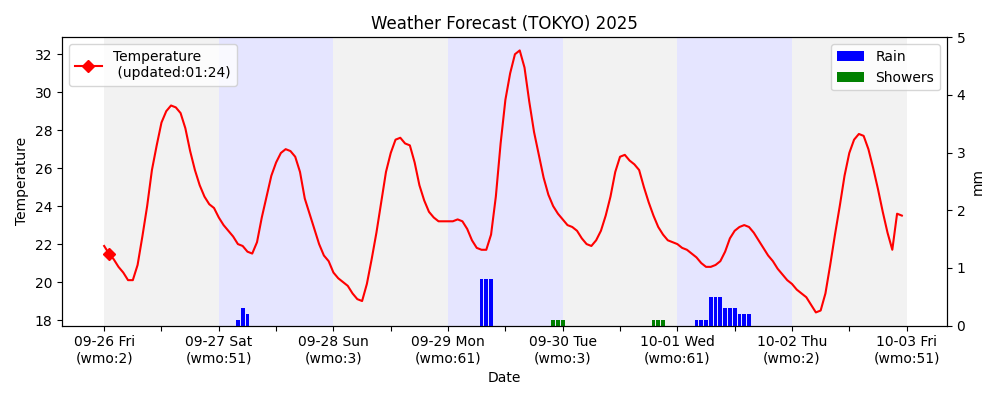 Weather Forecast (TOKYO) 2025
Temperature
(updated:01:24)
Rain
Showers
Temperature
32
30
28
26
24
22
20
18
5
4
3
2
1
0
mm
09-26 Fri
(wmo:2)
09-27 Sat
(wmo:51)
09-28 Sun
(wmo:3)
09-29 Mon
(wmo:61)
09-30 Tue
(wmo:3)
10-01 Wed
(wmo:61)
10-02 Thu
(wmo:2)
10-03 Fri
(wmo:51)
Date